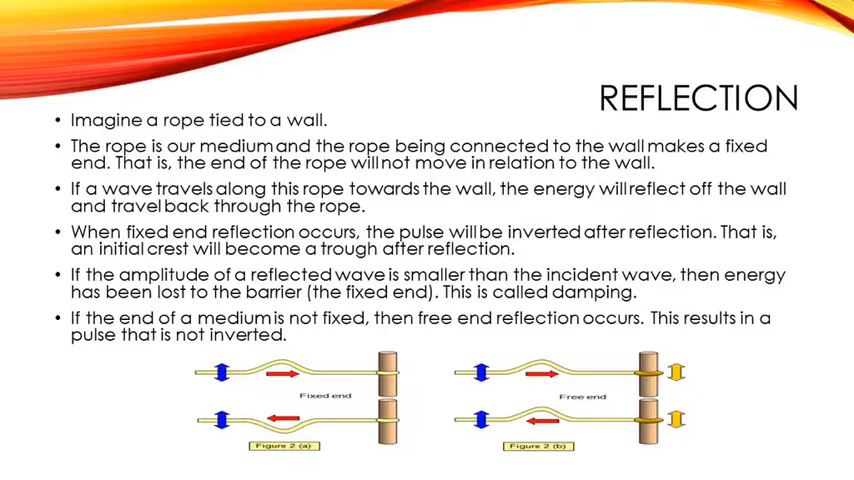 REFLECTION
• Imagine a rope tied to a wall.
• The rope is our medium and the rope being connected to the wall makes a fixed
end. That is, the end of the rope will not move in relation to the wall.
• If a wave travels along this rope towards the wall, the energy will reflect off the wall
and travel back through the rope.
• When fixed end reflection occurs, the pulse will be inverted after reflection. That is,
an initial crest will become a trough after reflection.
• If the amplitude of a reflected wave is smaller than the incident wave, then energy
has been lost to the barrier (the fixed end). This is called damping.
• If the end of a medium is not fixed, then free end reflection occurs. This results in a
pulse that is not inverted.
Fixed end
Free end
Figure 2 (a)
Figure 2 (b)